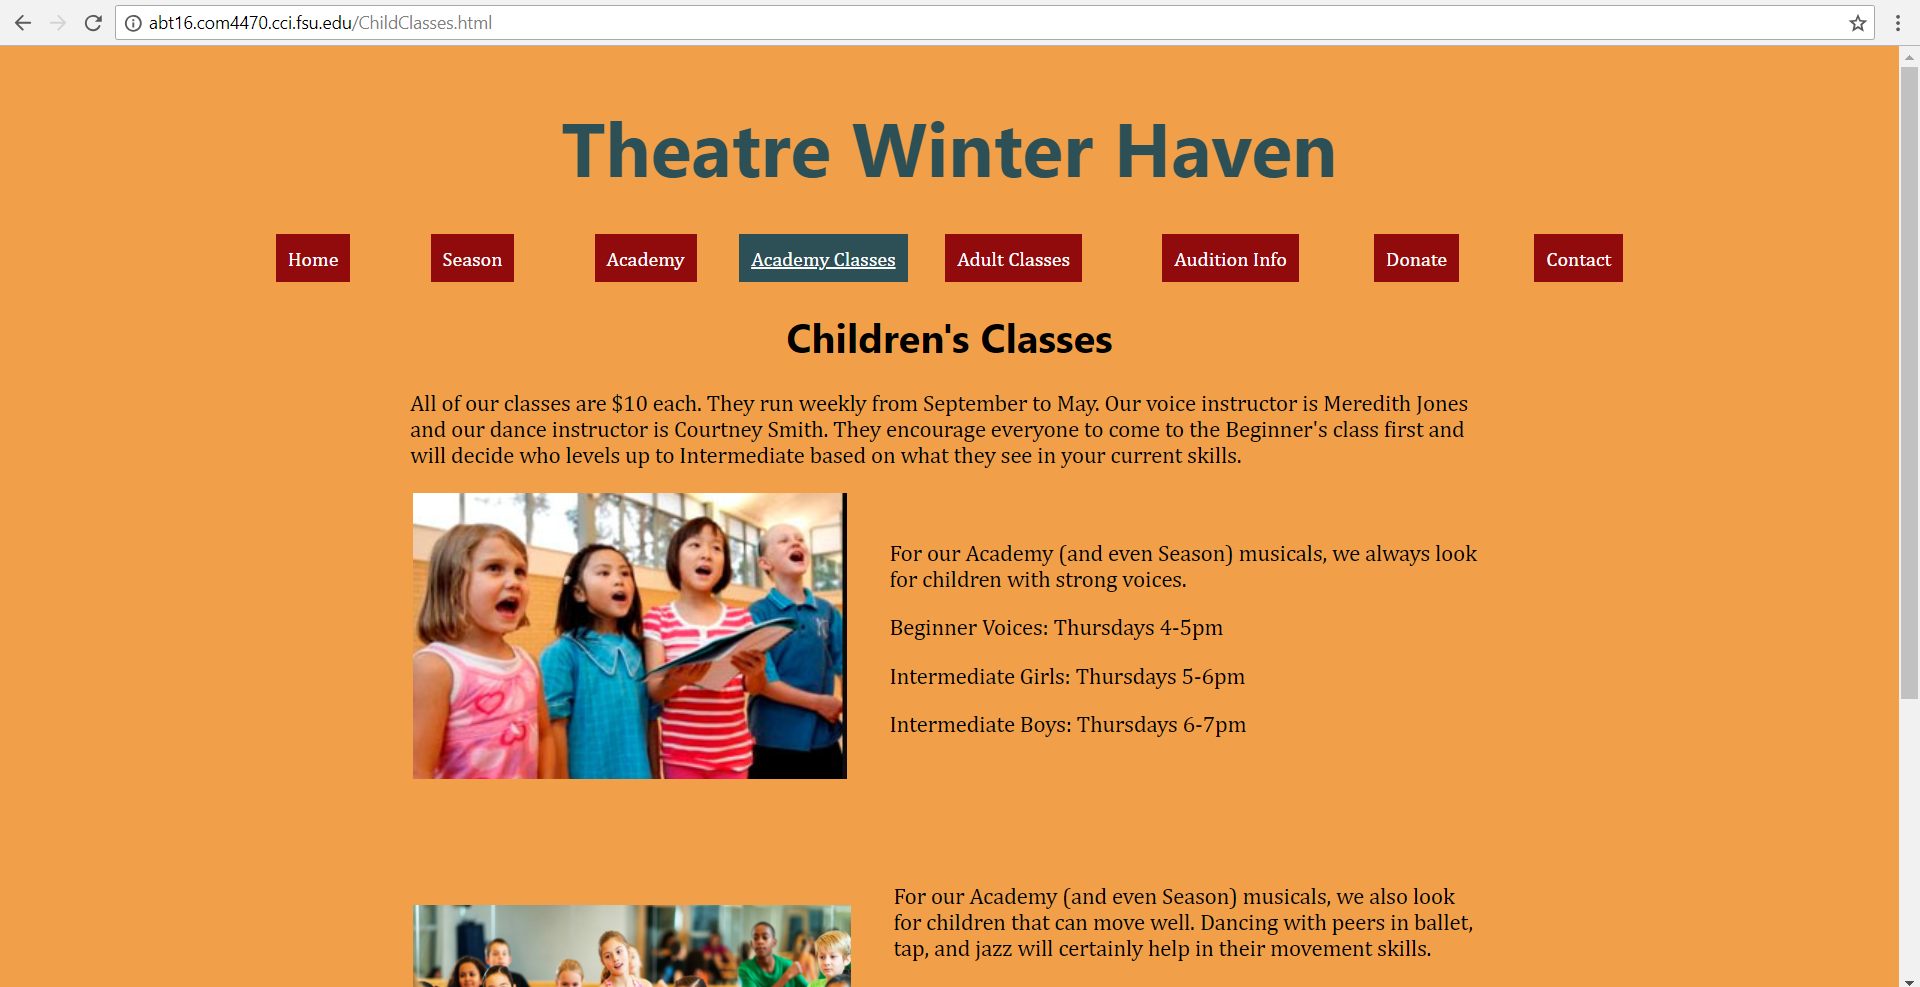 abt16.com4470.cci.fsu.edu/ChildClasses.html
Theatre Winter Haven
Home Season Academy Academy Classes Adult Classes Audition Info Donate Contact
Children's Classes
All of our classes are $10 each. They run weekly from September to May. Our voice instructor is Meredith Jones
and our dance instructor is Courtney Smith. They encourage everyone to come to the Beginner's class first and
will decide who levels up to Intermediate based on what they see in your current skills.
For our Academy (and even Season) musicals, we always look
for children with strong voices.
Beginner Voices: Thursdays 4-5pm
Intermediate Girls: Thursdays 5-6pm
Intermediate Boys: Thursdays 6-7pm
For our Academy (and even Season) musicals, we also look
for children that can move well. Dancing with peers in ballet,
tap, and jazz will certainly help in their movement skills.